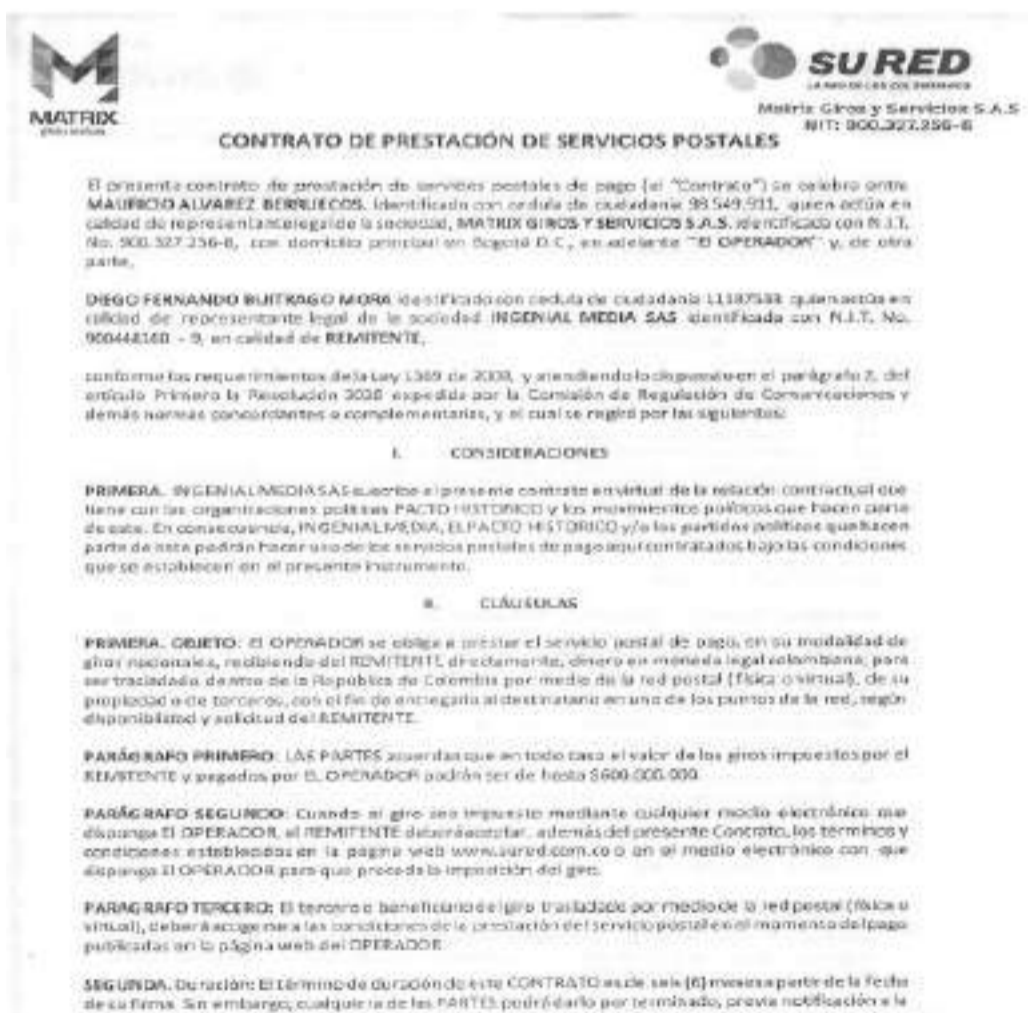 MATRIX
SU RED
Matrix Giros y Servicios S.A.S
NIT: 900.327.256-8
CONTRATO DE PRESTACIÓN DE SERVICIOS POSTALES
El presente contrato de prestación de servicios postales de pago (el "Contrato") se celebra entre
MAURICIO ALVAREZ BERRUECOS, identificado con cedula de ciudadanía 98.549.911, quien actúa en
calidad de representante legal de la sociedad, MATRIX GIROS Y SERVICIOS S.A.S. identificada con N.I.T.
No. 900.327.256-8, con domicilio principal en Bogotá D.C., en adelante "El OPERADOR" y, de otra
parte,
DIEGO FERNANDO BUITRAGO MORA identificado con cedula de ciudadanía quien actúa en
calidad de representante legal de la sociedad INGENIAL MEDIA SAS identificada con N.I.T. No.
- 9, en calidad de REMITENTE,
conforme los requerimientos de la Ley 1369 de y atendiendo lo dispuesto en el parágrafo 2, del
artículo Primero la Resolución expedida por la Comisión de Regulación de Comunicaciones y
demás normas concordantes o complementarias, y el cual se regirá por las siguientes:
I. CONSIDERACIONES
PRIMERA. INGENIAL MEDIA SAS suscribe el presente contrato en virtud de la relación contractual que
tiene con las organizaciones políticas PACTO HISTORICO y los movimientos políticos que hacen parte
de este. En consecuencia, INGENIAL MEDIA, EL PACTO HISTORICO y/o los partidos políticos que hacen
parte de este podrán hacer uso de los servicios postales de pago aquí contratados bajo las condiciones
que se establecen en el presente instrumento.
II. CLÁUSULAS
PRIMERA. OBJETO: El OPERADOR se obliga a prestar el servicio postal de pago, en su modalidad de
giros nacionales, recibiendo del REMITENTE directamente, dinero en moneda legal colombiana, para
ser trasladado dentro de la República de Colombia por medio de la red postal (física o virtual), de su
propiedad o de terceros, con el fin de entregarlo al destinatario en uno de los puntos de la red, según
disponibilidad y solicitud del REMITENTE.
PARÁGRAFO PRIMERO: LAS PARTES acuerdan que en todo caso el valor de los giros impuestos por el
REMITENTE y pagados por EL OPERADOR podrán ser de hasta $600.000.000.
PARÁGRAFO SEGUNDO: Cuando el giro sea impuesto mediante cualquier medio electrónico que
disponga El OPERADOR, el REMITENTE deberá aceptar, además del presente Contrato, los términos y
condiciones establecidos en la página web www.sured.com.co o en el medio electrónico con que
disponga El OPERADOR para que proceda la imposición del giro.
PARAGRAFO TERCERO: El tercero o beneficiario del giro trasladado por medio de la red postal (física o
virtual), deberá acogerse a las condiciones de la prestación del servicio postal en el momento del pago
publicadas en la página web del OPERADOR.
SEGUNDA. Duración: El término de duración de este CONTRATO es de seis (6) meses a partir de la fecha
de su firma. Sin embargo, cualquiera de las PARTES podrá darlo por terminado, previa notificación a la